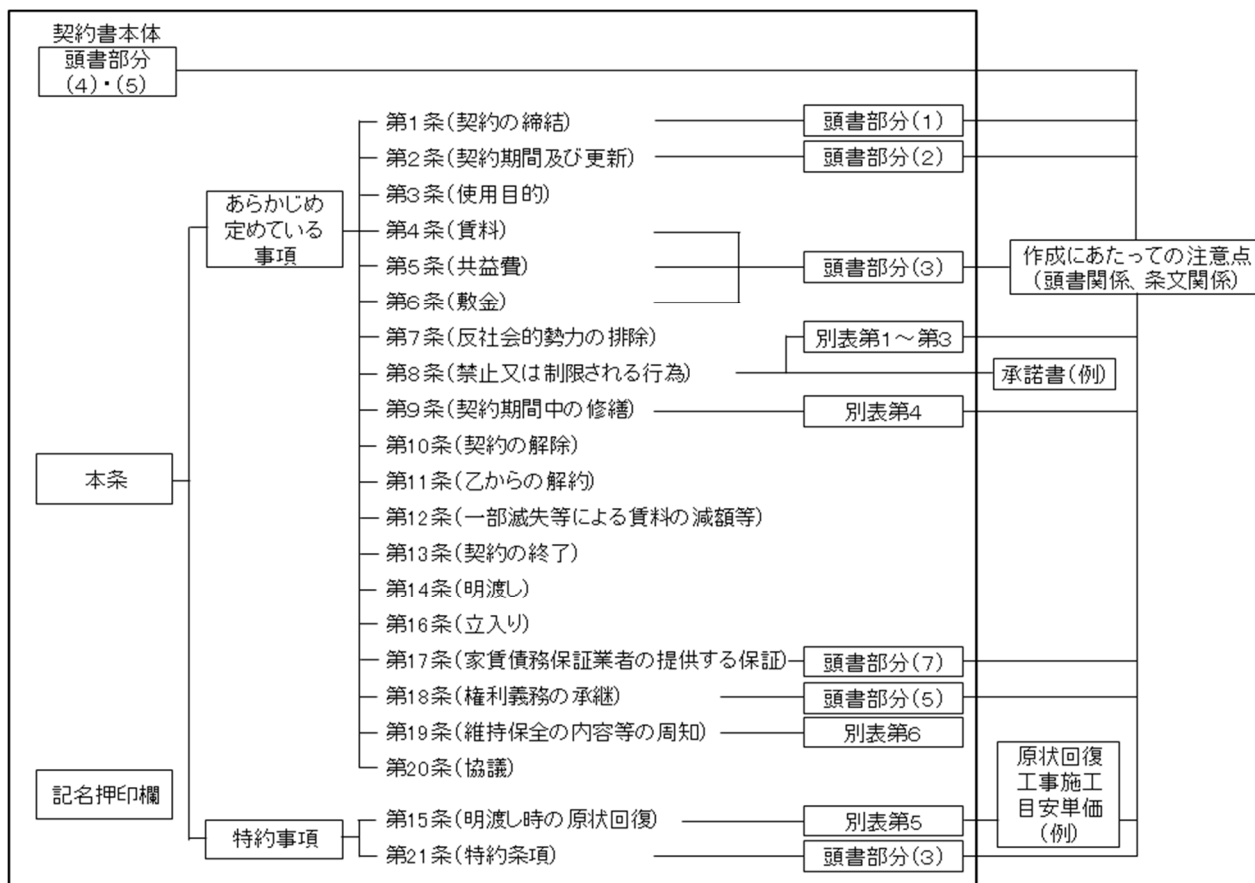 契約書本体
頭書部分
(4)・(5)
第1条(契約の締結)
頭書部分(1)
第2条(契約期間及び更新)
頭書部分(2)
第3条(使用目的)
あらかじめ
定めている
事項
第4条(賃料)
第5条(共益費)
頭書部分(3)
作成にあたっての注意点
(頭書関係、条文関係)
第6条(敷金)
第7条(反社会的勢力の排除)
別表第1~第3
第8条(禁止又は制限される行為)
承諾書(例)
第9条(契約期間中の修繕)
別表第4
第10条(契約の解除)
本条
第11条(乙からの解約)
第12条(一部滅失等による賃料の減額等)
第13条(契約の終了)
第14条(明渡し)
第16条(立入り)
第17条(家賃債務保証業者の提供する保証)
頭書部分(7)
第18条(権利義務の承継)
頭書部分(5)
第19条(維持保全の内容等の周知)
別表第6
第20条(協議)
記名押印欄
原状回復
工事施工
目安単価
(例)
特約事項
第15条(明渡し時の原状回復)
別表第5
第21条(特約条項)
頭書部分(3)